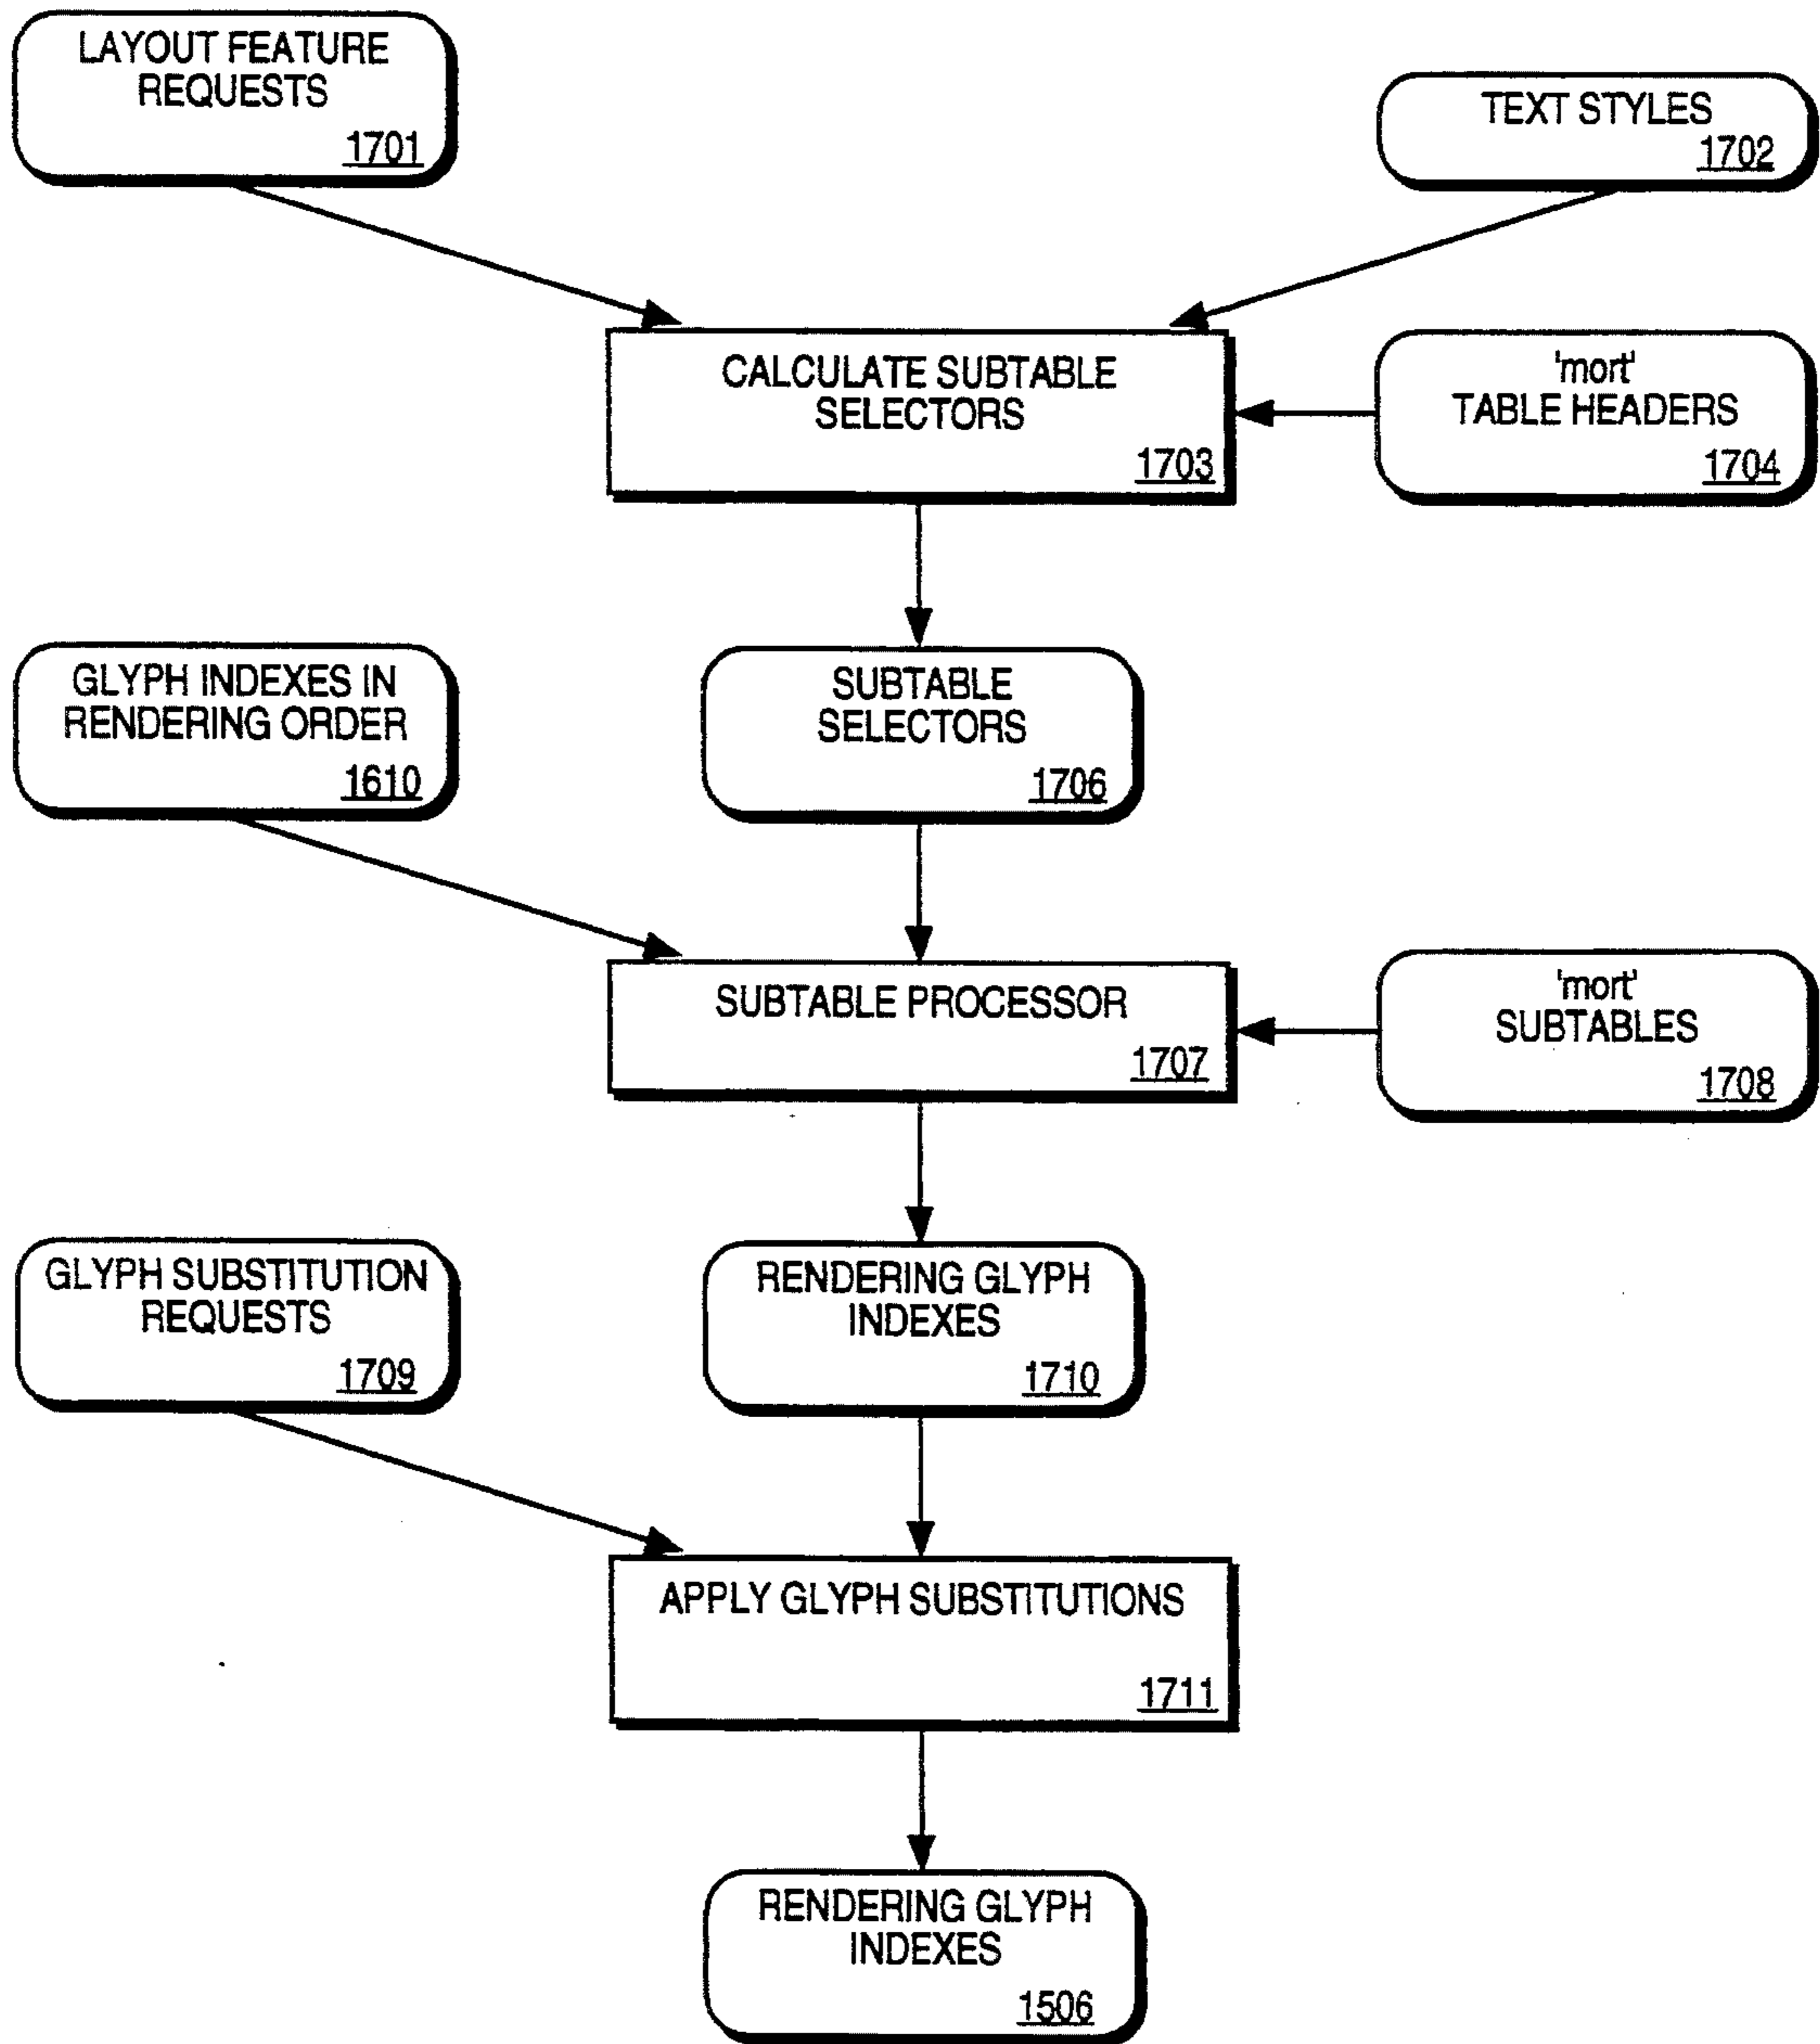 LAYOUT FEATURE
REQUESTS
1701
TEXT STYLES
1702
CALCULATE SUBTABLE
SELECTORS
1703
'mort'
TABLE HEADERS
1704
GLYPH INDEXES IN
RENDERING ORDER
1610
SUBTABLE
SELECTORS
1706
SUBTABLE PROCESSOR
1707
'mort'
SUBTABLES
1708
GLYPH SUBSTITUTION
REQUESTS
1709
RENDERING GLYPH
INDEXES
1710
APPLY GLYPH SUBSTITUTIONS
1711
RENDERING GLYPH
INDEXES
1506